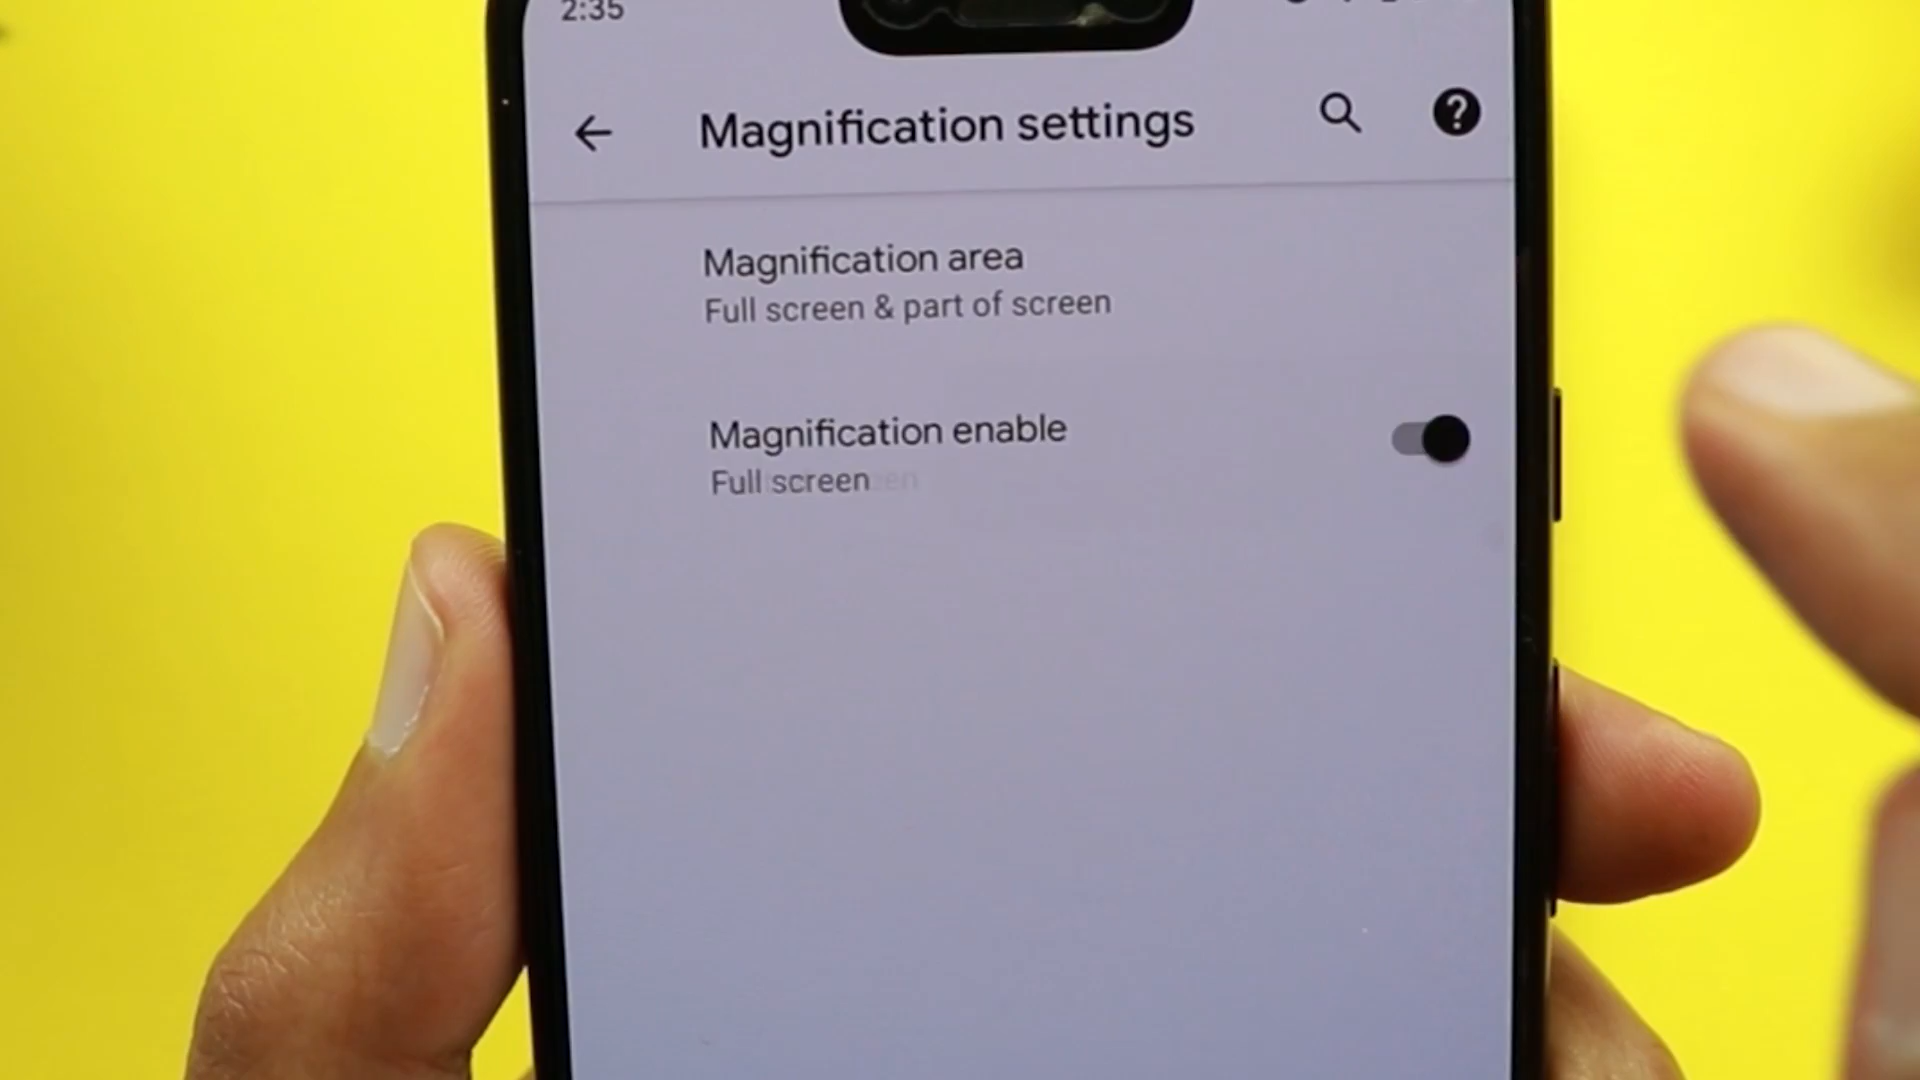 2:35
Magnification settings
Magnification area
Full screen & part of screen
Magnification enable
Full screen